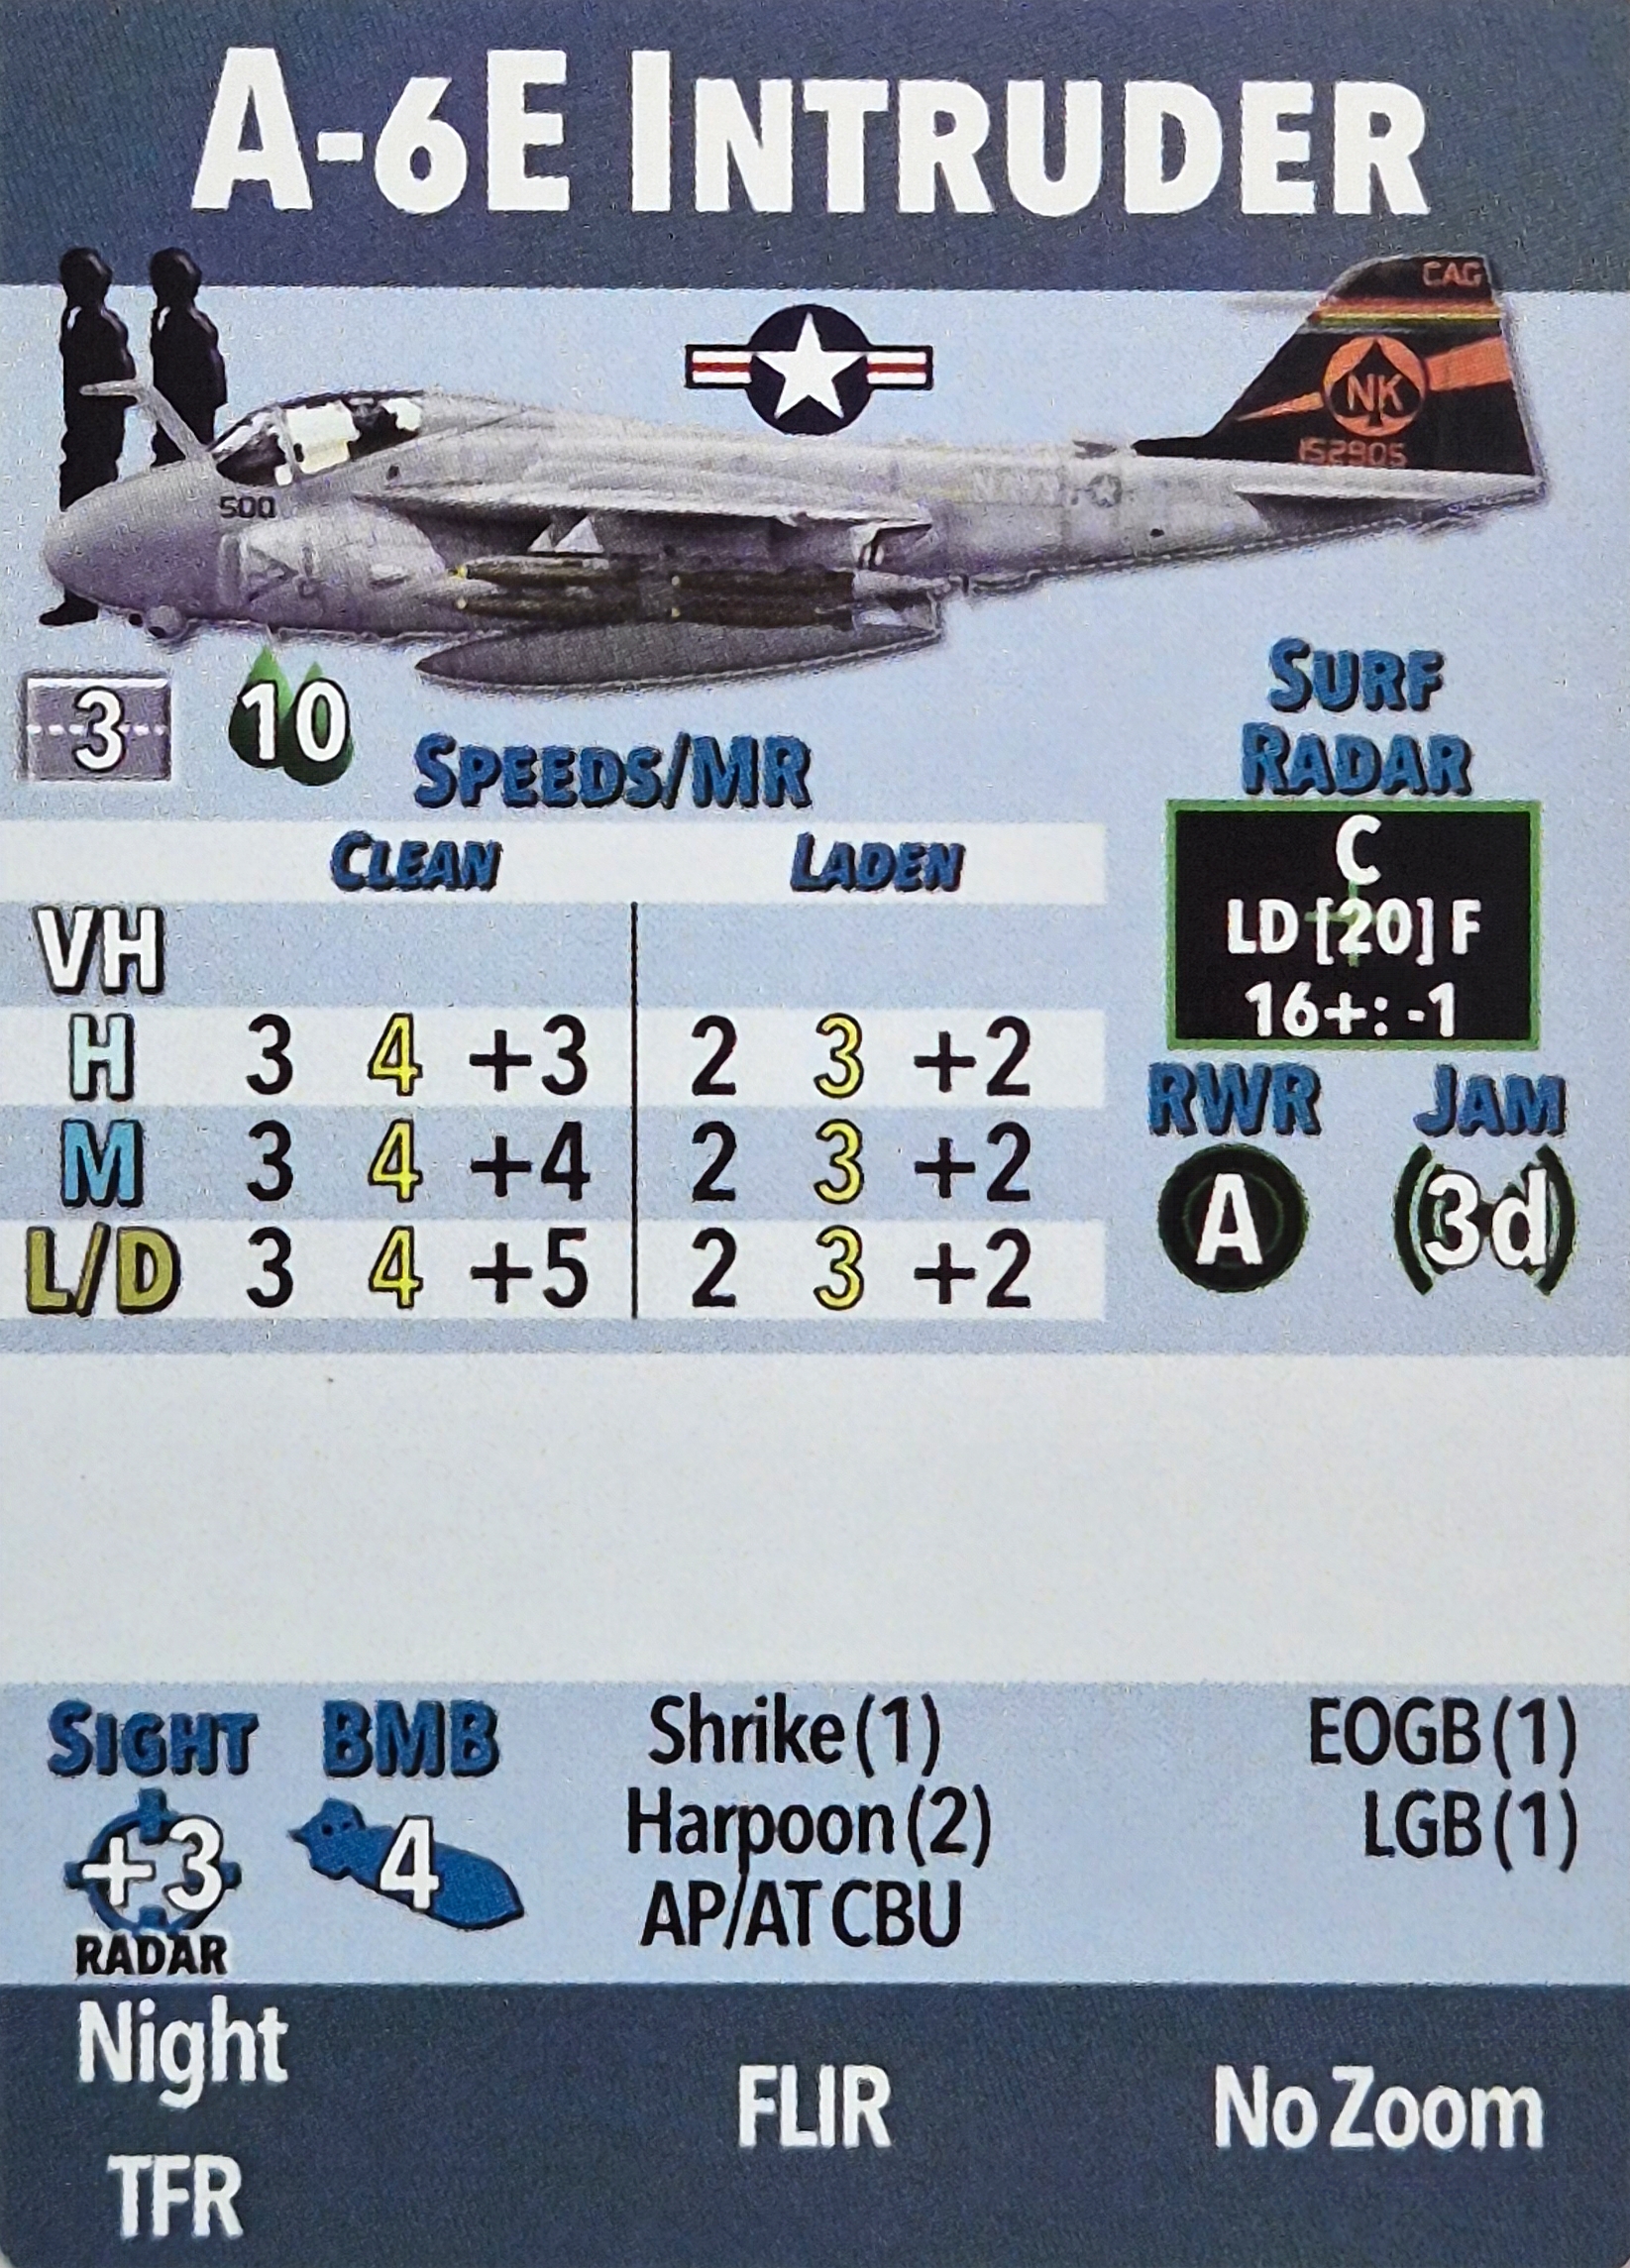 A-6E INTRUDER
CAG
NK
152905
500
3 10
SPEEDS/MR
SURF
RADAR
CLEAN LADEN
C
LD [20] F
16+: -1
VH
H 3 4 +3 2 3 +2
M 3 4 +4 2 3 +2
L/D 3 4 +5 2 3 +2
RWR JAM
A (3d)
SIGHT BMB
+3 4
RADAR
Shrike (1)
Harpoon (2)
AP/AT CBU
EOGB (1)
LGB (1)
Night
TFR
FLIR
No Zoom